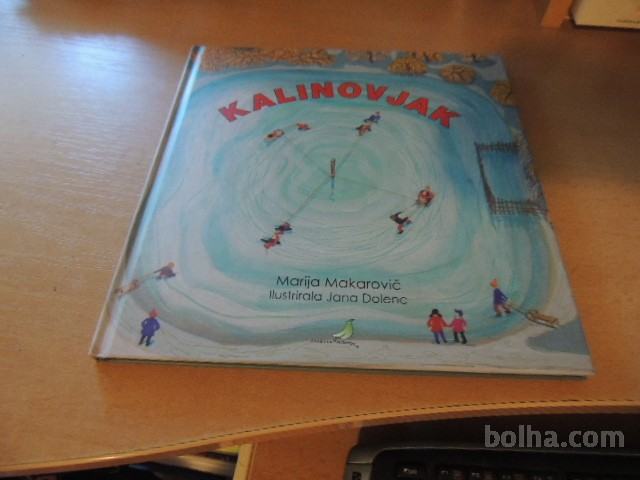 KALINOVJAK
Marija Makarovič
Ilustrirala Jana Dolenc
bolha.com